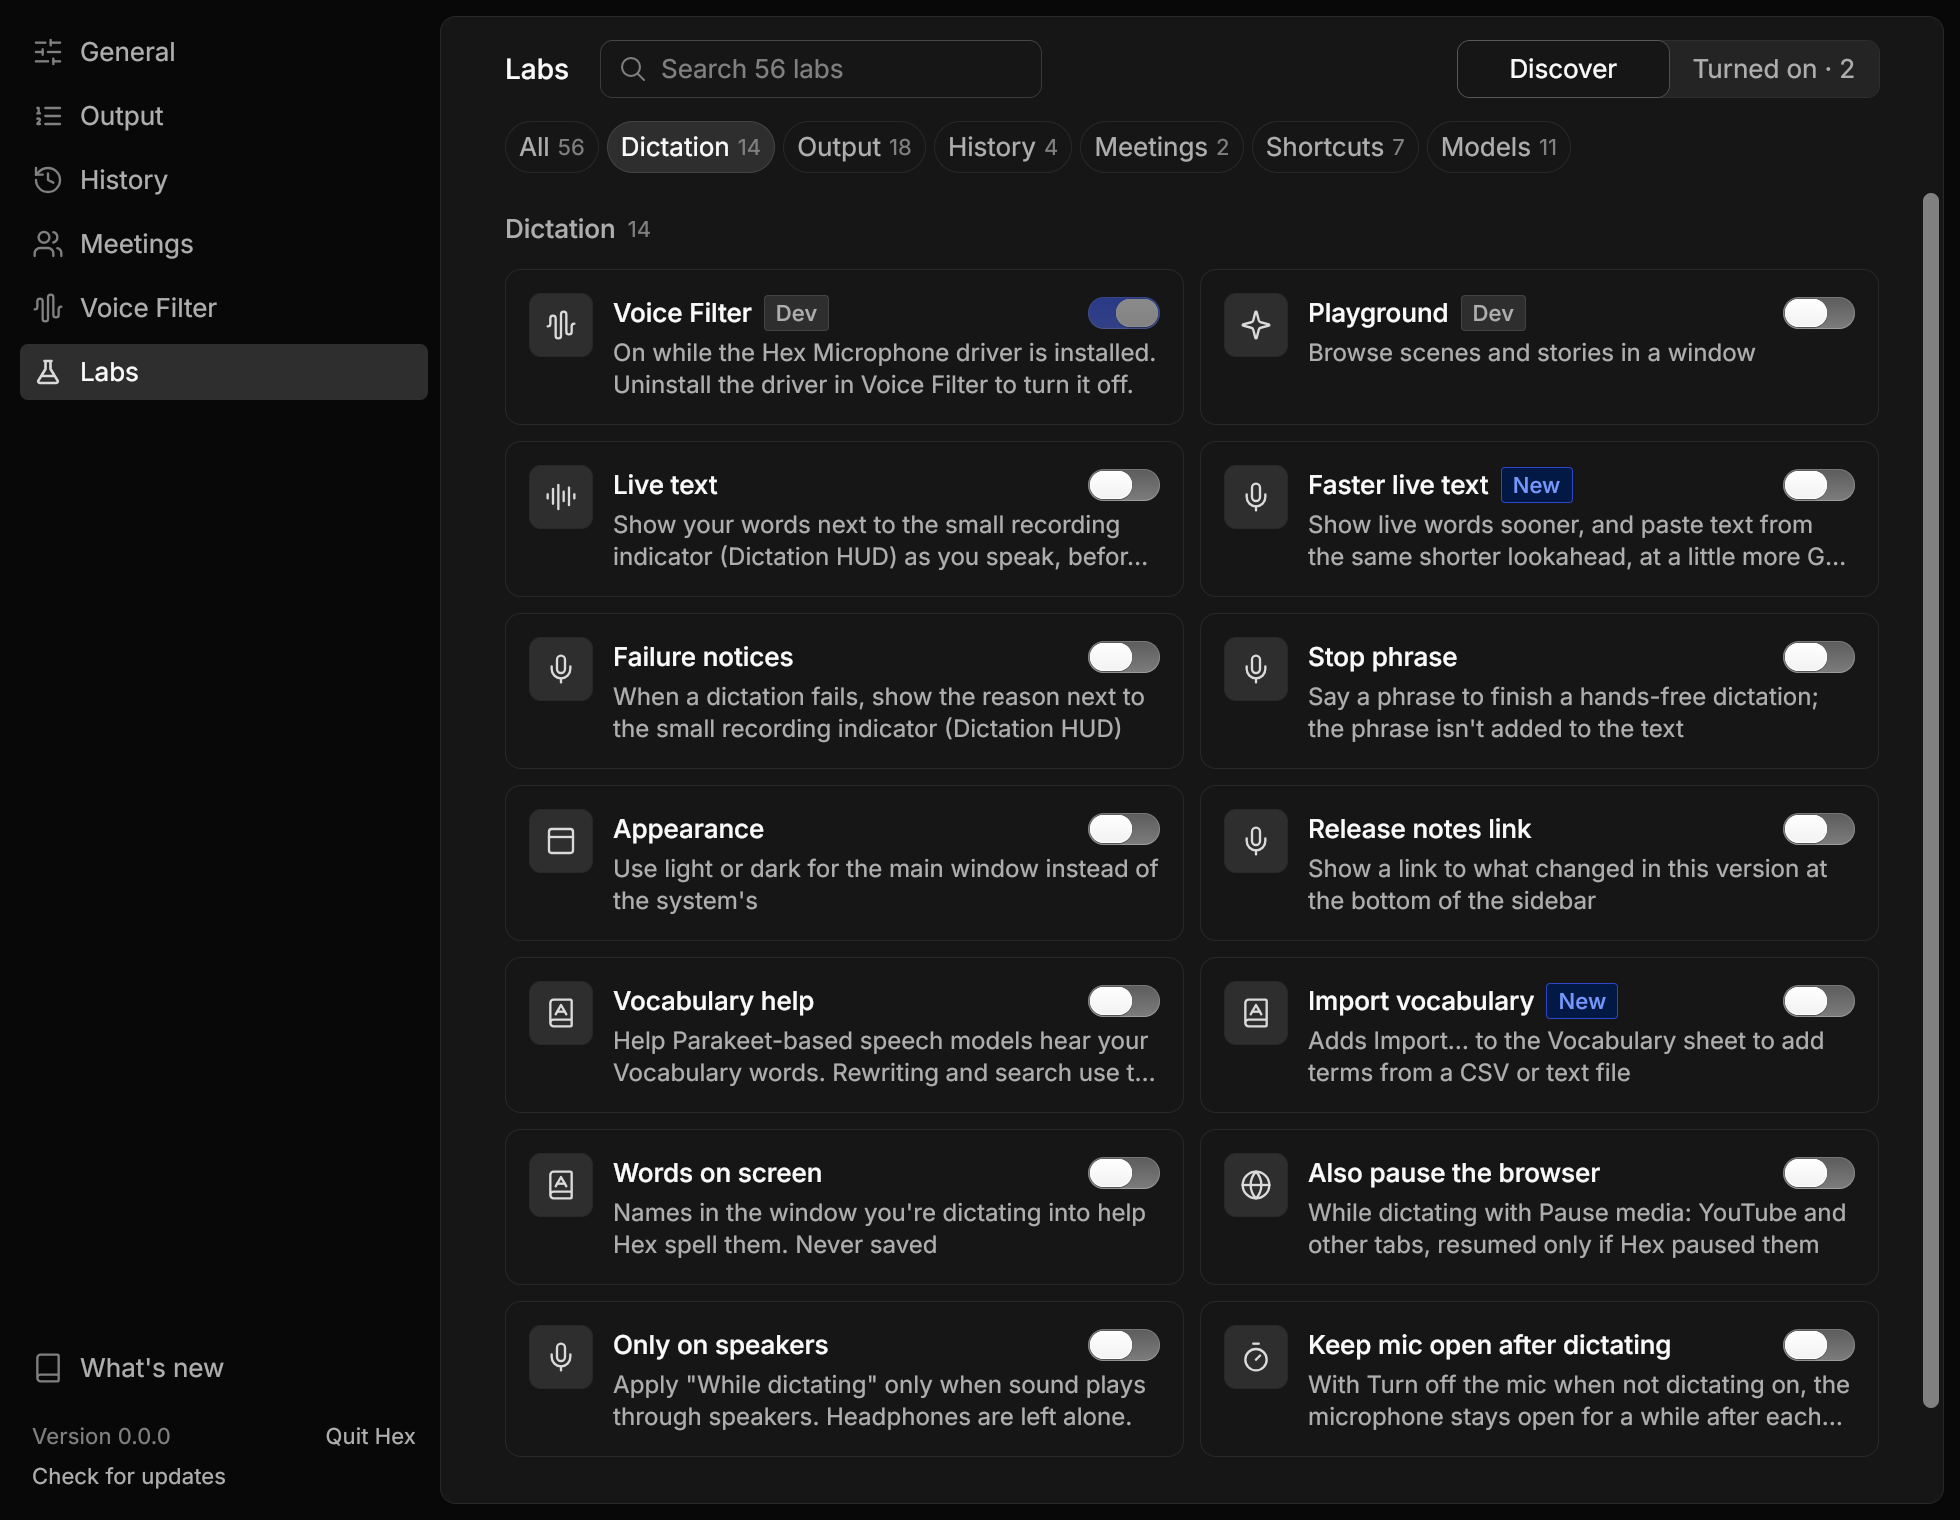 General
Output
History
Meetings
Voice Filter
Labs
What's new
Version 0.0.0
Quit Hex
Check for updates
Labs
Search 56 labs
Discover
Turned on · 2
All 56
Dictation 14
Output 18
History 4
Meetings 2
Shortcuts 7
Models 11
Dictation 14
Voice Filter Dev
On while the Hex Microphone driver is installed.
Uninstall the driver in Voice Filter to turn it off.
Playground Dev
Browse scenes and stories in a window
Live text
Show your words next to the small recording
indicator (Dictation HUD) as you speak, befor...
Faster live text New
Show live words sooner, and paste text from
the same shorter lookahead, at a little more G...
Failure notices
When a dictation fails, show the reason next to
the small recording indicator (Dictation HUD)
Stop phrase
Say a phrase to finish a hands-free dictation;
the phrase isn't added to the text
Appearance
Use light or dark for the main window instead of
the system's
Release notes link
Show a link to what changed in this version at
the bottom of the sidebar
Vocabulary help
Help Parakeet-based speech models hear your
Vocabulary words. Rewriting and search use t...
Import vocabulary New
Adds Import... to the Vocabulary sheet to add
terms from a CSV or text file
Words on screen
Names in the window you're dictating into help
Hex spell them. Never saved
Also pause the browser
While dictating with Pause media: YouTube and
other tabs, resumed only if Hex paused them
Only on speakers
Apply "While dictating" only when sound plays
through speakers. Headphones are left alone.
Keep mic open after dictating
With Turn off the mic when not dictating on, the
microphone stays open for a while after each...